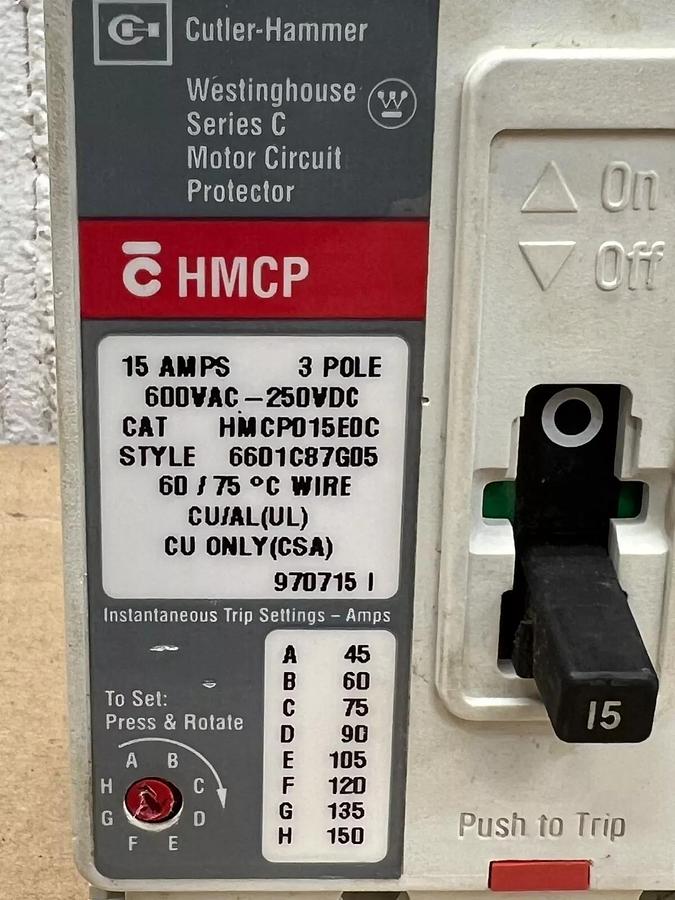 Cutler-Hammer
Westinghouse
Series C
Motor Circuit
Protector
C HMCP
15 AMPS 3 POLE
600VAC-250VDC
CAT HMCP015E0C
STYLE 6601C87G05
60 / 75 °C WIRE
CU/AL(UL)
CU ONLY(CSA)
970715 I
Instantaneous Trip Settings - Amps
A 45
B 60
C 75
D 90
E 105
F 120
G 135
H 150
To Set:
Press & Rotate
A B
H C
G D
F E
On
Off
O
15
Push to Trip